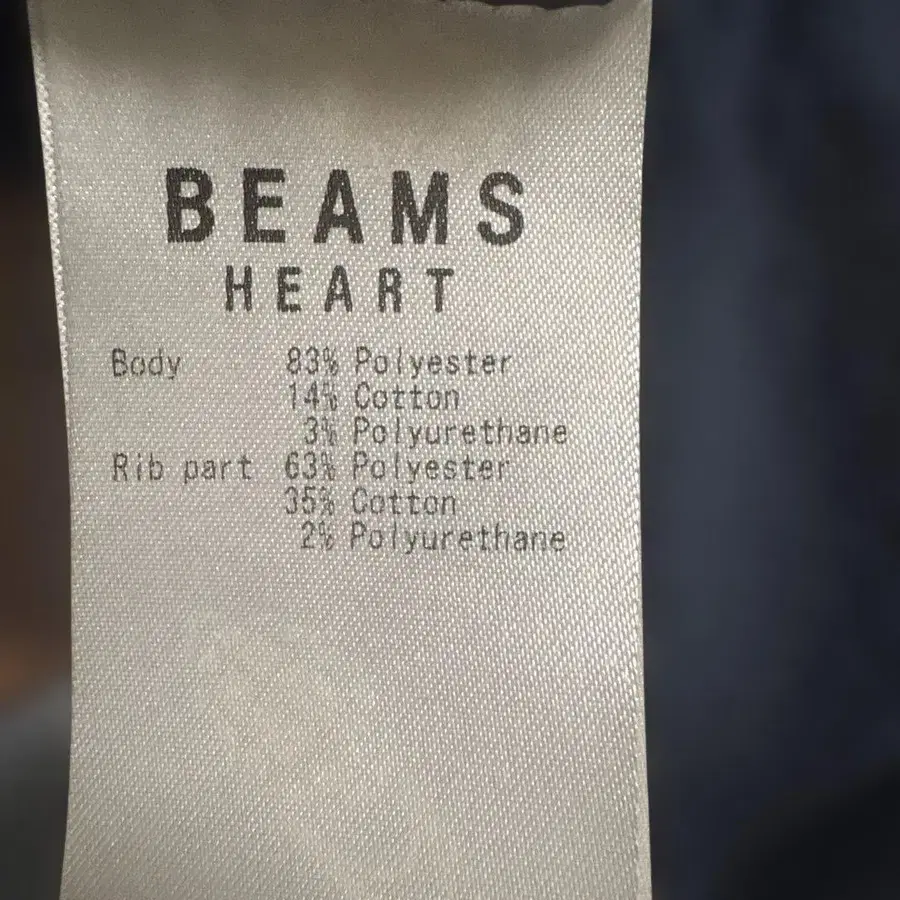 BEAMS
HEART
Body 83% Polyester
14% Cotton
3% Polyurethane
Rib part 63% Polyester
35% Cotton
2% Polyurethane